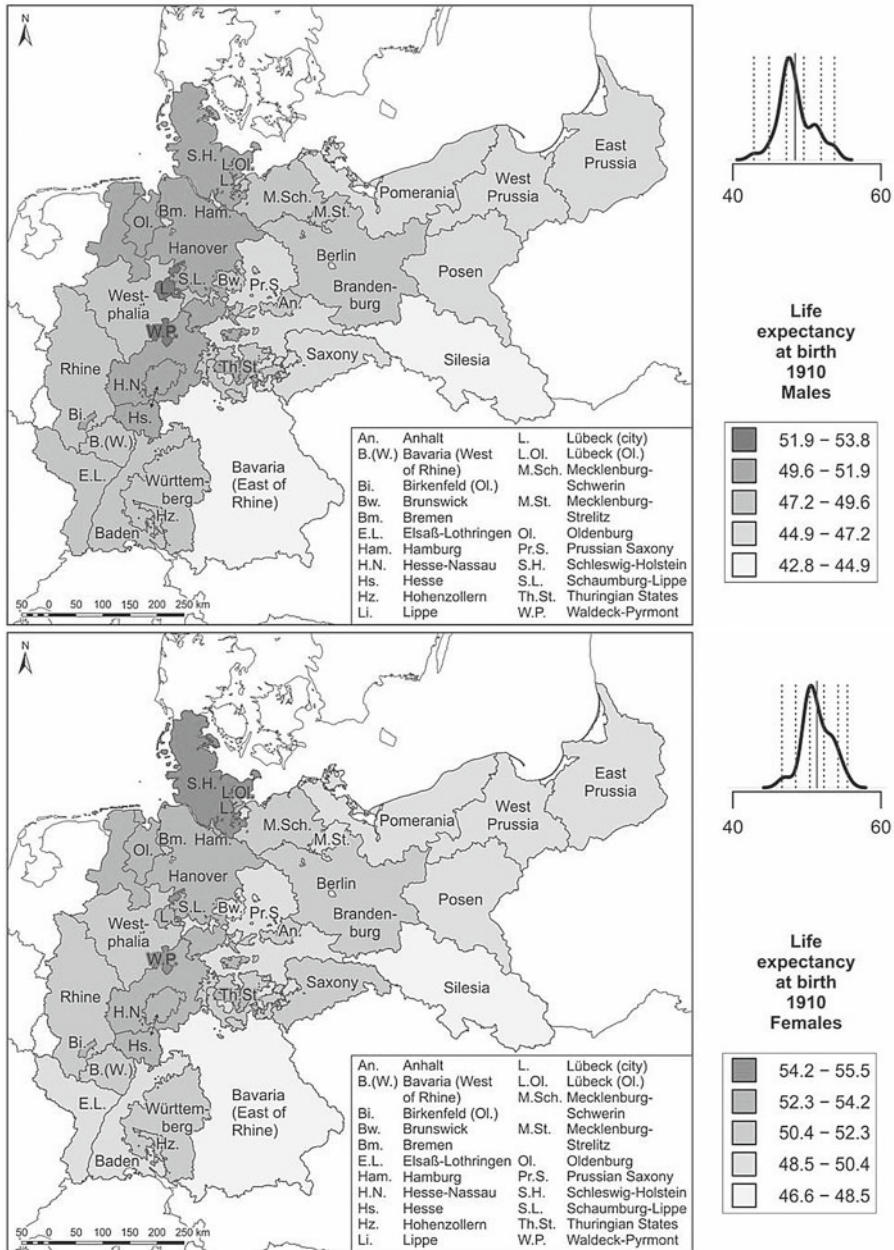 N
S.H.
L.Ol.
L.
M.Sch.
M.St.
Pomerania
West
Prussia
East
Prussia
Ol.
Bm.
Ham.
Hanover
Berlin
Branden-
burg
Posen
West-
phalia
L.
S.L.
Bw.
Pr.S.
An.
W.P.
Rhine
H.N.
Th.St.
Saxony
Silesia
Bi.
Hs.
B.(W.)
E.L.
Württem-
berg
Hz.
Baden
Bavaria
(East of
Rhine)
An. Anhalt L. Lübeck (city)
B.(W.) Bavaria (West L.Ol. Lübeck (Ol.)
of Rhine) M.Sch. Mecklenburg-
Bi. Birkenfeld (Ol.) Schwerin
Bw. Brunswick M.St. Mecklenburg-
Bm. Bremen Strelitz
E.L. Elsaß-Lothringen Ol. Oldenburg
Ham. Hamburg Pr.S. Prussian Saxony
H.N. Hesse-Nassau S.H. Schleswig-Holstein
Hs. Hesse S.L. Schaumburg-Lippe
Hz. Hohenzollern Th.St. Thuringian States
Li. Lippe W.P. Waldeck-Pyrmont
50 0 50 100 150 200 250 km
40 60
Life
expectancy
at birth
1910
Males
51.9 – 53.8
49.6 – 51.9
47.2 – 49.6
44.9 – 47.2
42.8 – 44.9
N
S.H.
L.Ol.
L.
M.Sch.
M.St.
Pomerania
West
Prussia
East
Prussia
Ol.
Bm.
Ham.
Hanover
Berlin
Branden-
burg
Posen
West-
phalia
L.
S.L.
Bw.
Pr.S.
An.
W.P.
Rhine
H.N.
Th.St.
Saxony
Silesia
Bi.
Hs.
B.(W.)
E.L.
Württem-
berg
Hz.
Baden
Bavaria
(East of
Rhine)
An. Anhalt L. Lübeck (city)
B.(W.) Bavaria (West L.Ol. Lübeck (Ol.)
of Rhine) M.Sch. Mecklenburg-
Bi. Birkenfeld (Ol.) Schwerin
Bw. Brunswick M.St. Mecklenburg-
Bm. Bremen Strelitz
E.L. Elsaß-Lothringen Ol. Oldenburg
Ham. Hamburg Pr.S. Prussian Saxony
H.N. Hesse-Nassau S.H. Schleswig-Holstein
Hs. Hesse S.L. Schaumburg-Lippe
Hz. Hohenzollern Th.St. Thuringian States
Li. Lippe W.P. Waldeck-Pyrmont
50 0 50 100 150 200 250 km
40 60
Life
expectancy
at birth
1910
Females
54.2 – 55.5
52.3 – 54.2
50.4 – 52.3
48.5 – 50.4
46.6 – 48.5